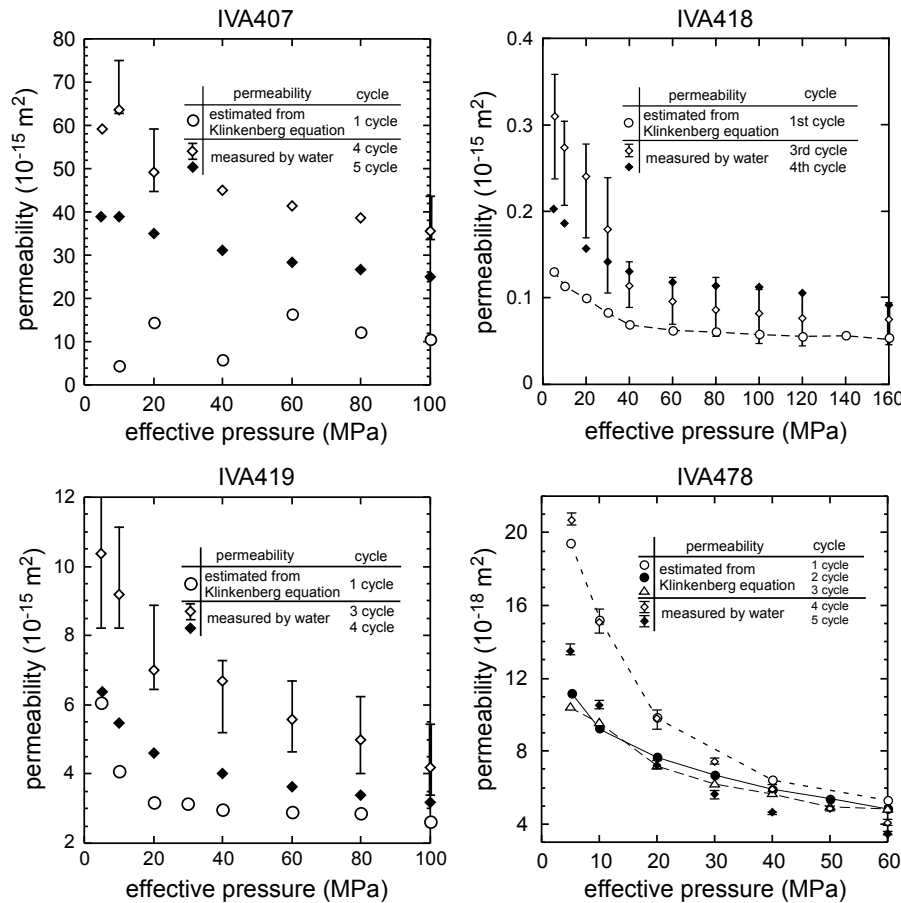 IVA407
80
70
60
50
40
30
20
10
0
0 20 40 60 80 100
permeability (10⁻¹⁵ m²)
effective pressure (MPa)
permeability cycle
estimated from
Klinkenberg equation 1 cycle
measured by water 4 cycle
5 cycle
IVA418
0.4
0.3
0.2
0.1
0
0 20 40 60 80 100 120 140 160
permeability (10⁻¹⁵ m²)
effective pressure (MPa)
permeability cycle
estimated from
Klinkenberg equation 1st cycle
measured by water 3rd cycle
4th cycle
IVA419
12
10
8
6
4
2
0 20 40 60 80 100
permeability (10⁻¹⁵ m²)
effective pressure (MPa)
permeability cycle
estimated from
Klinkenberg equation 1 cycle
measured by water 3 cycle
4 cycle
IVA478
20
16
12
8
4
0 10 20 30 40 50 60
permeability (10⁻¹⁸ m²)
effective pressure (MPa)
permeability cycle
estimated from 1 cycle
Klinkenberg equation 2 cycle
3 cycle
measured by water 4 cycle
5 cycle